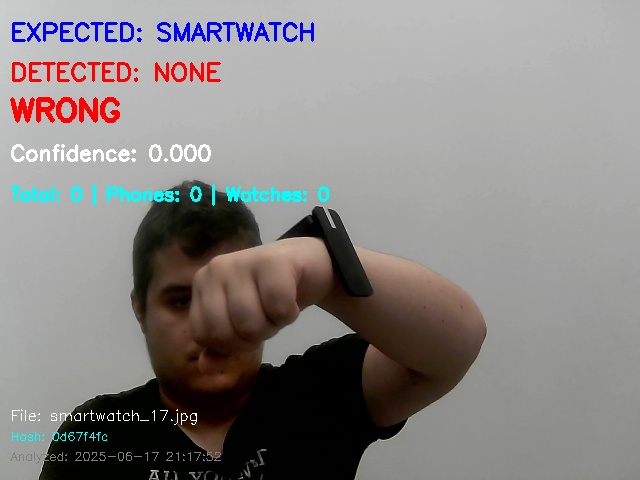 EXPECTED: SMARTWATCH
DETECTED: NONE
WRONG
Confidence: 0.000
Total: 0 | Phones: 0 | Watches: 0
File: smartwatch_17.jpg
Hash: 0d67f4fc
Analyzed: 2025-06-17 21:17:52